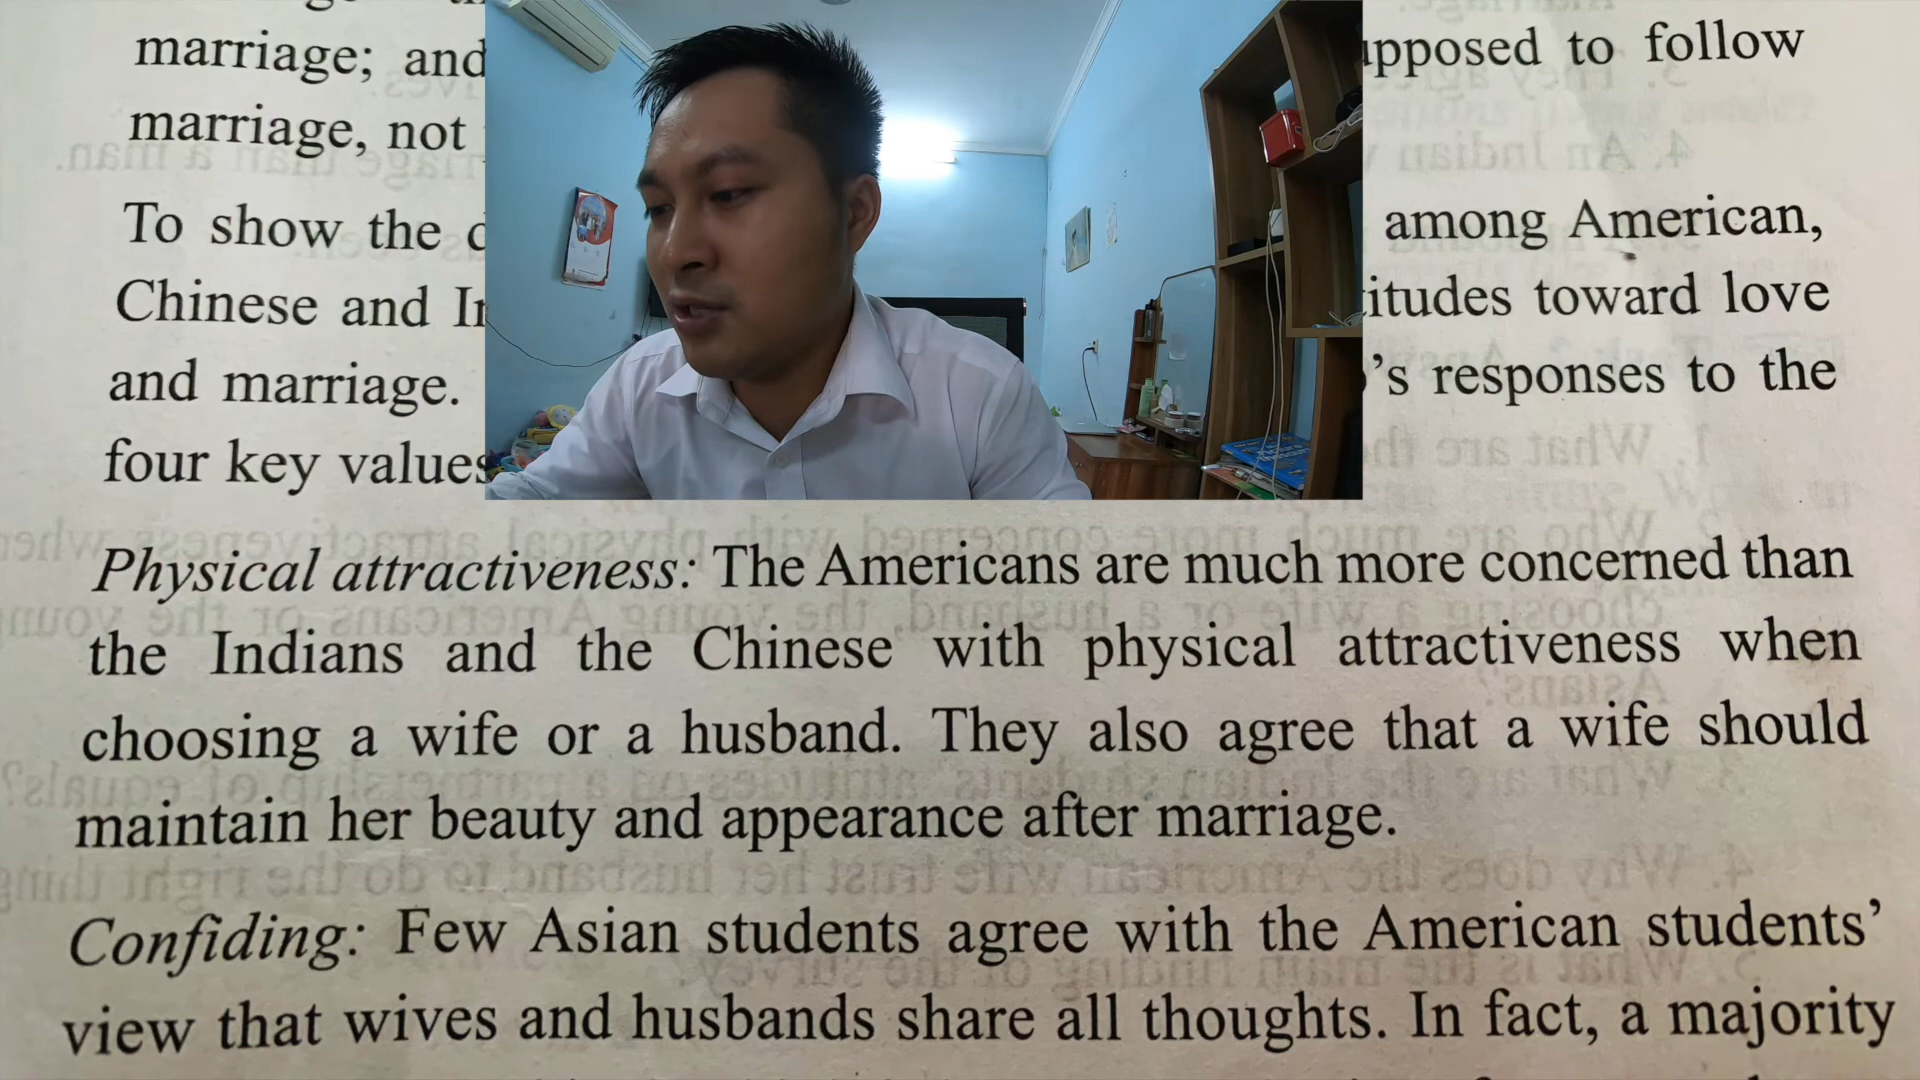 marriage; and upposed to follow
marriage, not
To show the among American,
Chinese and itudes toward love
and marriage. 's responses to the
four key values
Physical attractiveness: The Americans are much more concerned than
the Indians and the Chinese with physical attractiveness when
choosing a wife or a husband. They also agree that a wife should
maintain her beauty and appearance after marriage.
Confiding: Few Asian students agree with the American students'
view that wives and husbands share all thoughts. In fact, a majority